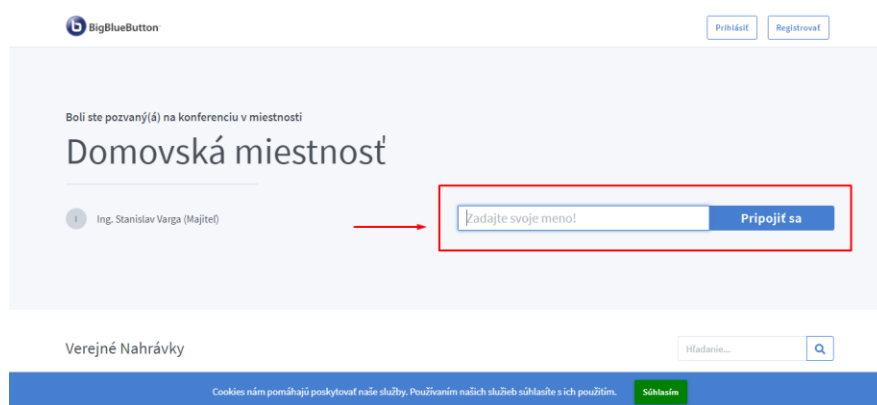 BigBlueButton
Prihlásiť
Registrovať
Boli ste pozvaný(á) na konferenciu v miestnosti
Domovská miestnosť
I
Ing. Stanislav Varga (Majiteľ)
Zadajte svoje meno!
Pripojiť sa
Verejné Nahrávky
Hľadanie...
Cookies nám pomáhajú poskytovať naše služby. Používaním našich služieb súhlasíte s ich použitím.
Súhlasím